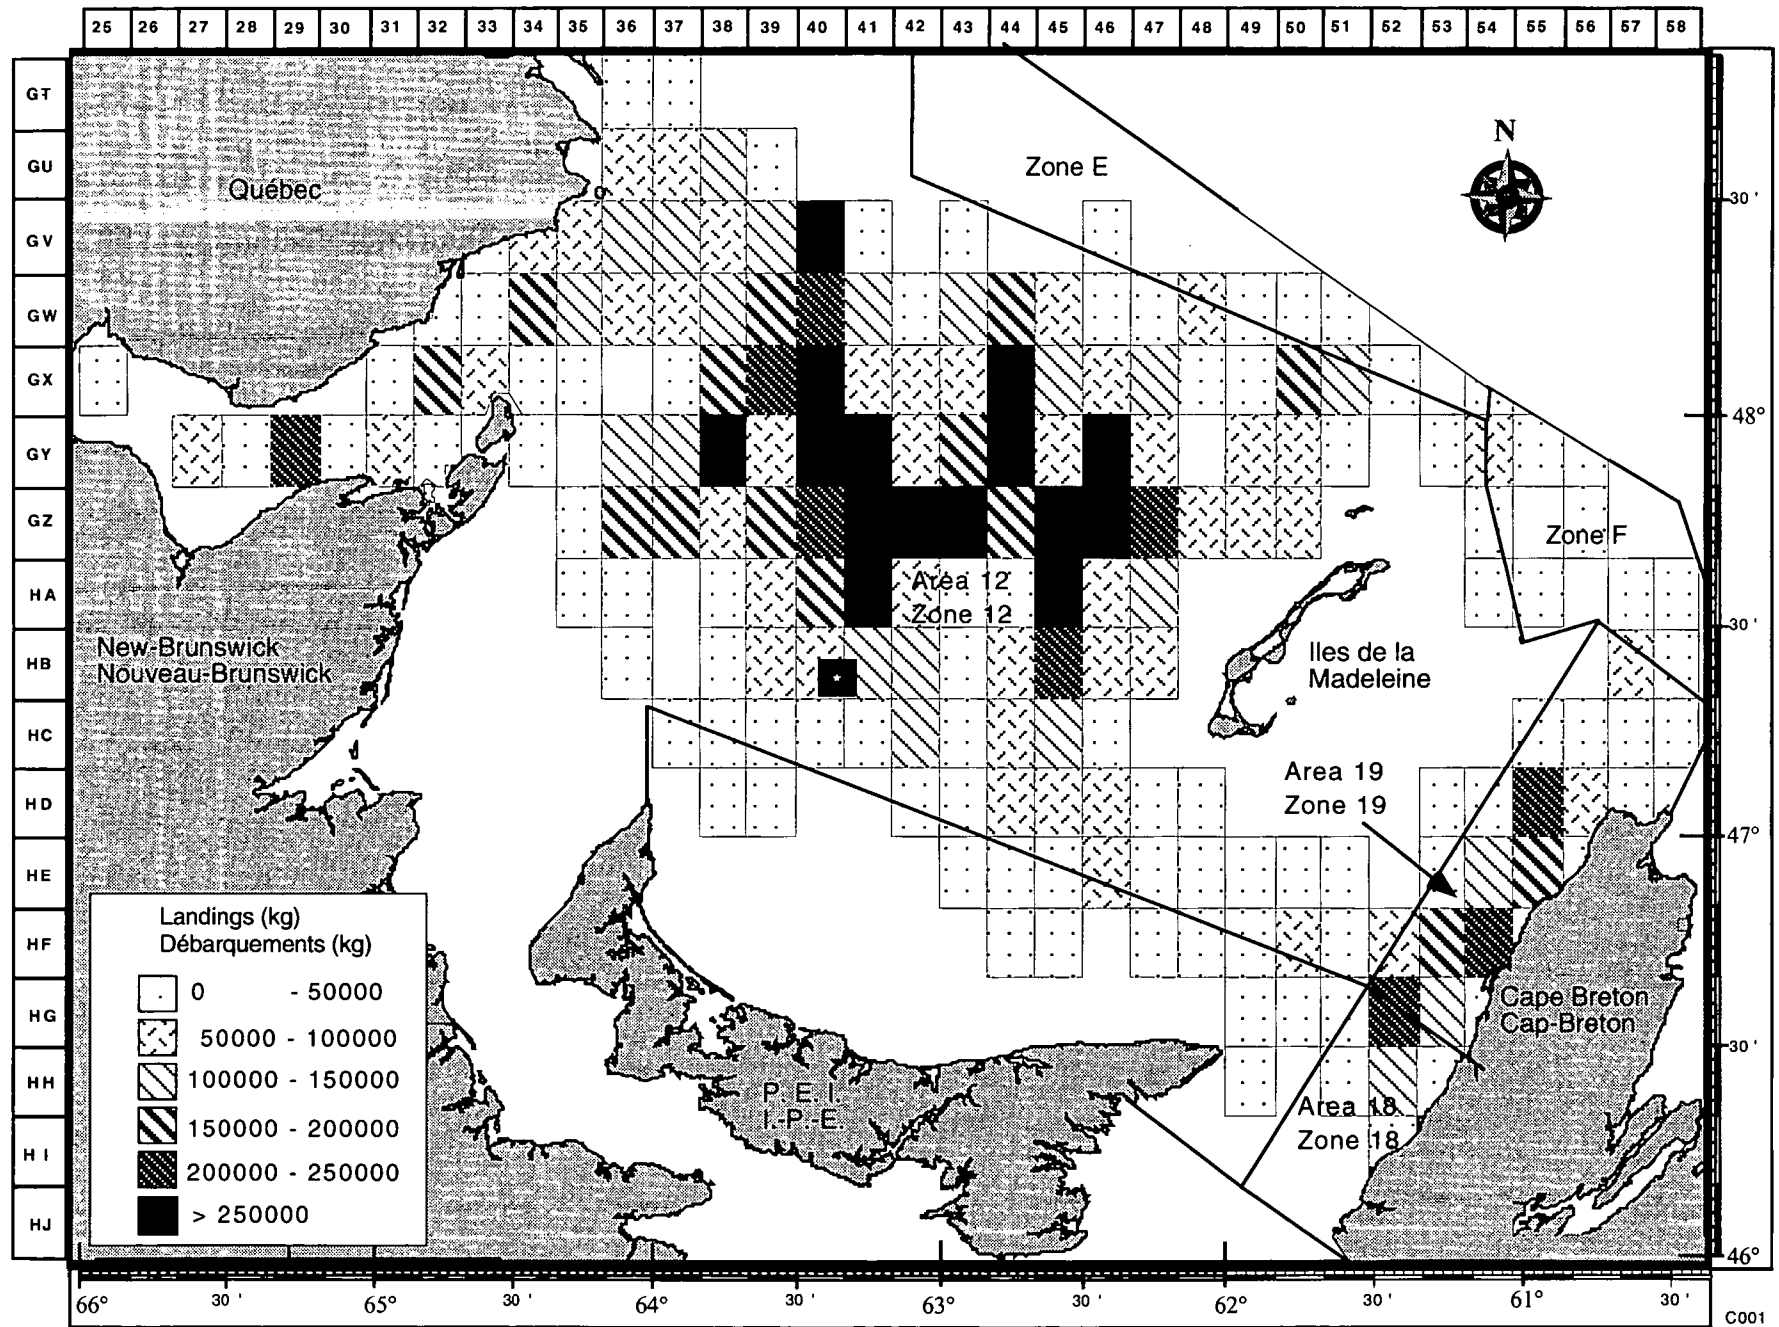 25 26 27 28 29 30 31 32 33 34 35 36 37 38 39 40 41 42 43 44 45 46 47 48 49 50 51 52 53 54 55 56 57 58
GT
GU
GV
GW
GX
GY
GZ
HA
HB
HC
HD
HE
HF
HG
HH
HI
HJ
N
Zone E
Québec
30 '
48°
Zone F
Area 12
Zone 12
30 '
New-Brunswick
Nouveau-Brunswick
Iles de la
Madeleine
Area 19
Zone 19
47°
Landings (kg)
Débarquements (kg)
0 - 50000
50000 - 100000
100000 - 150000
150000 - 200000
200000 - 250000
> 250000
Cape Breton
Cap-Breton
30 '
P. E. I.
I.-P.-E.
Area 18
Zone 18
46°
66° 30 ' 65° 30 ' 64° 30 ' 63° 30 ' 62° 30 ' 61° 30 '
C001